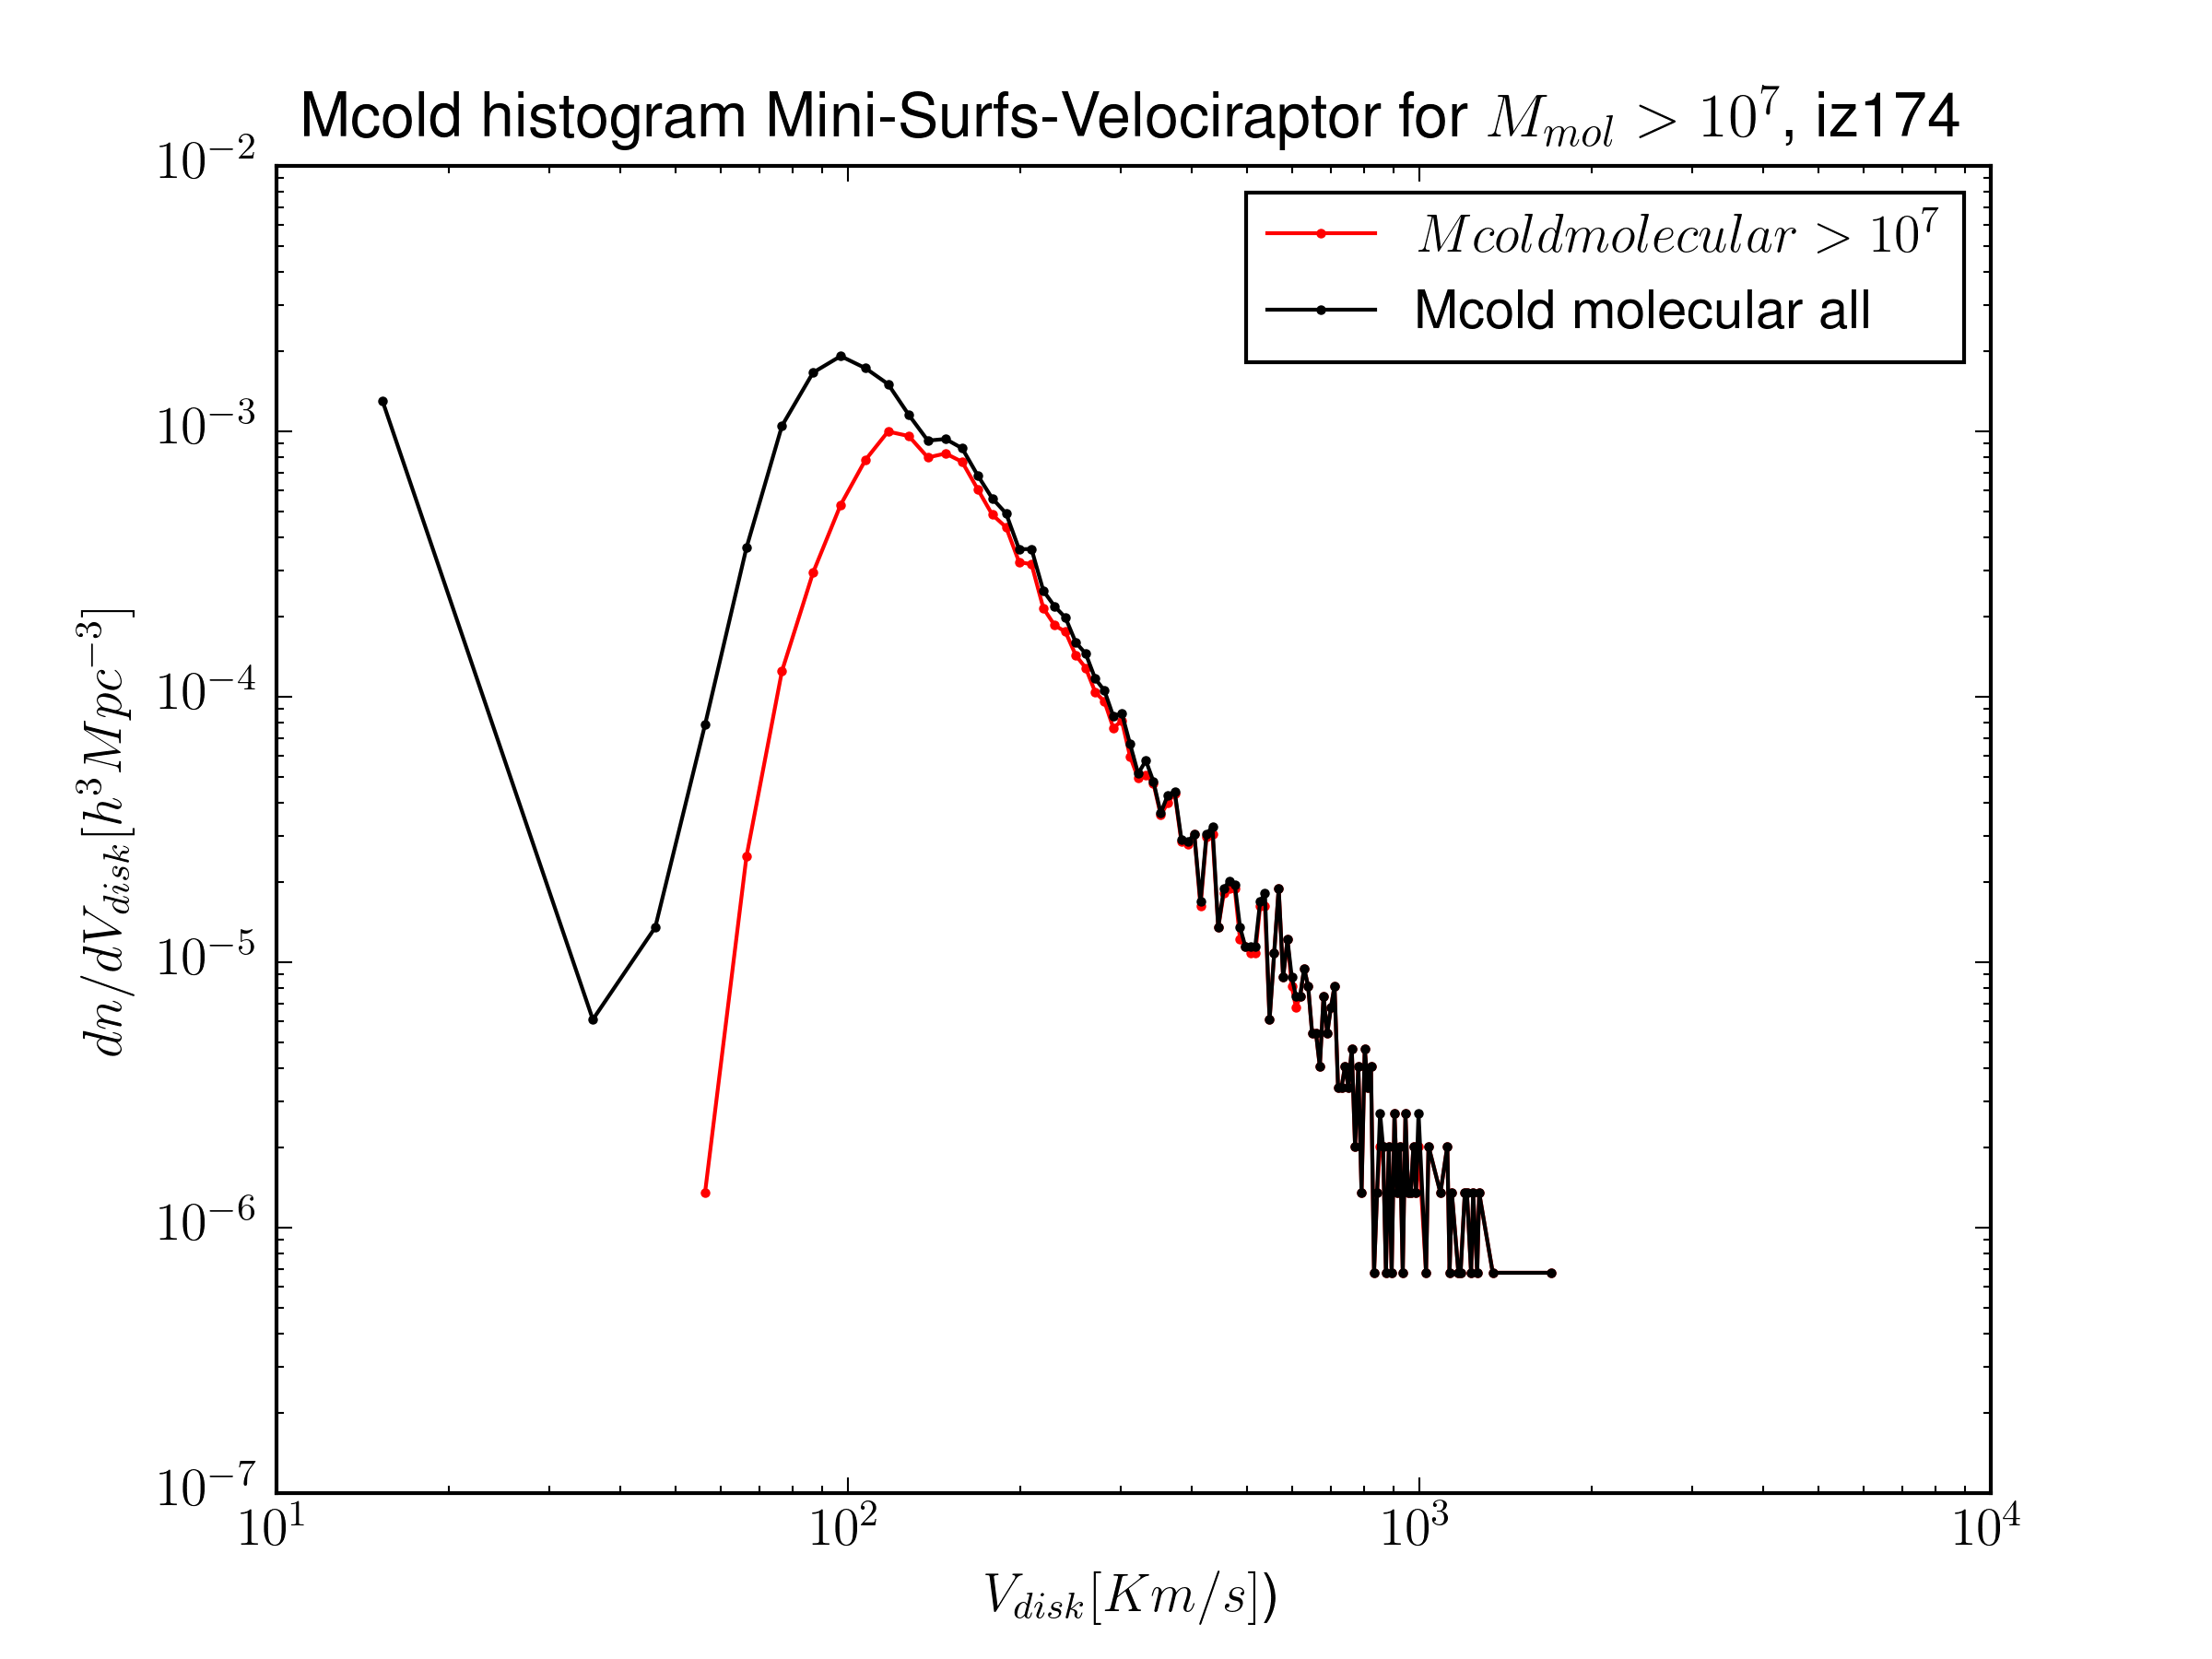 Mcold histogram Mini-Surfs-Velociraptor for $M_{mol} > 10^7$, iz174
$Mcoldmolecular > 10^7$
Mcold molecular all
$10^{-2}$
$10^{-3}$
$10^{-4}$
$10^{-5}$
$10^{-6}$
$10^{-7}$
$dn/dV_{disk}[h^3Mpc^{-3}]$
$10^1$ $10^2$ $10^3$ $10^4$
$V_{disk}[Km/s]$)